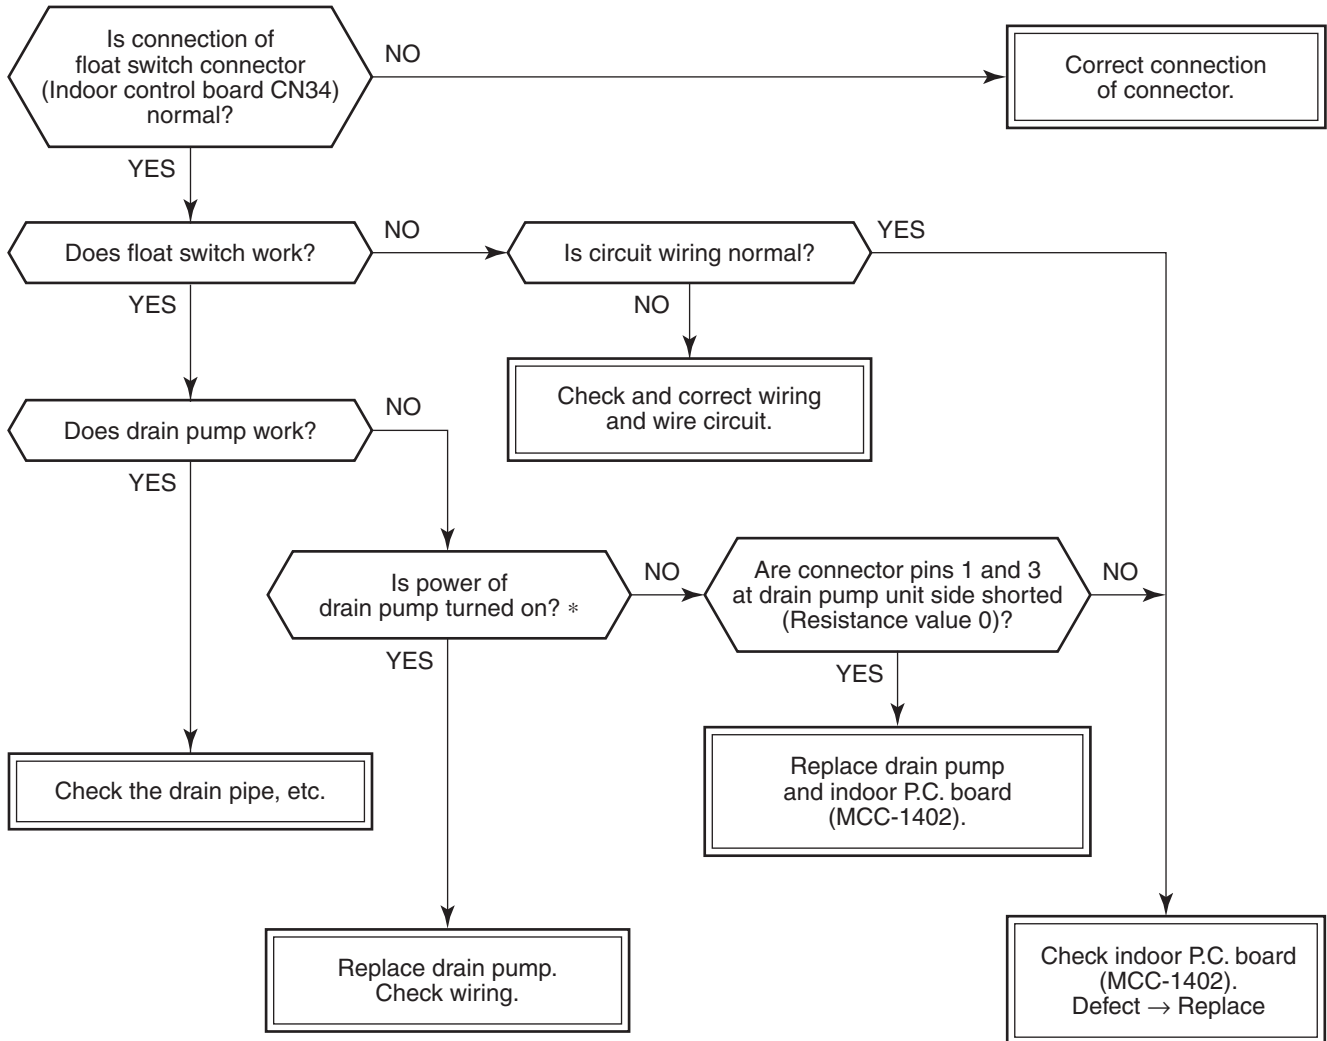 Is connection of
float switch connector
(Indoor control board CN34)
normal?
NO
Correct connection
of connector.
YES
Does float switch work?
NO
Is circuit wiring normal?
YES
YES
NO
Check and correct wiring
and wire circuit.
Does drain pump work?
NO
YES
Is power of
drain pump turned on? *
NO
Are connector pins 1 and 3
at drain pump unit side shorted
(Resistance value 0)?
NO
YES
YES
Check the drain pipe, etc.
Replace drain pump
and indoor P.C. board
(MCC-1402).
Replace drain pump.
Check wiring.
Check indoor P.C. board
(MCC-1402).
Defect → Replace